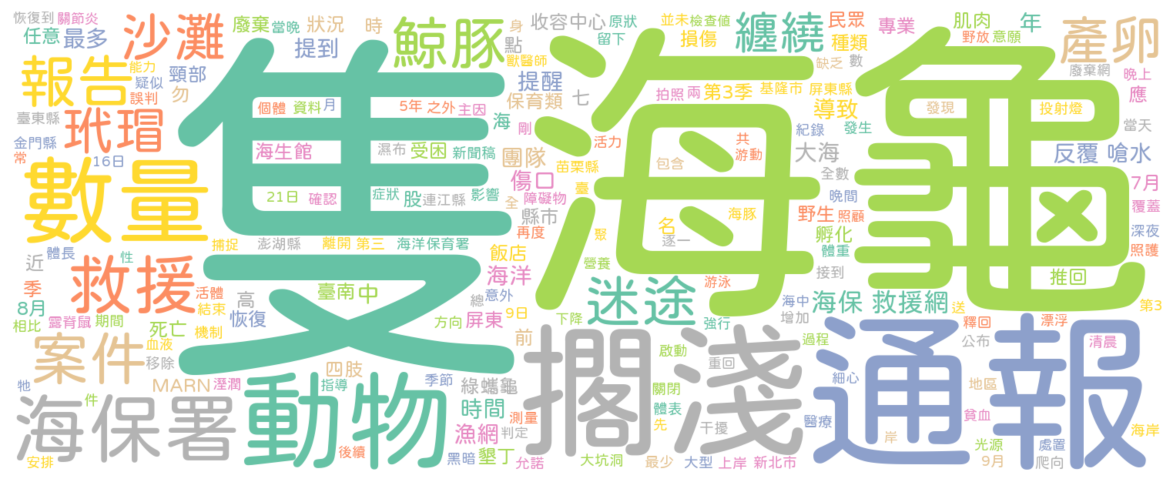 恢復到 關節炎 沙灘 廢棄 當晚 狀況 時 鯨豚 身 收容中心 原狀 纏繞 並未 檢查值 民眾 專業 肌肉 年 產卵
任意 最多 提到 點 留下 損傷 種類 野放 意願
報告 能力 疑似 頸部 獸醫師 提醒 缺乏 數 廢棄網 晚上
誤判 勿 隻 保育類 七 海 龜 拍照 兩 第3季 基隆市 屏東縣 導致 應
臺東縣 玳瑁 個體 資料 月 5年 之外 主因 海 剛 發現 投射燈
金門縣 16日 活力 紀錄 發生 當天
常 海生館 濕布 受困 新聞稿 團隊 共 游動 大海 反覆 嗆水
數量 苗栗縣 包含 全數 7月
21日 確認 症狀 股 連江縣 影響 傷口 障礙物 臺 晚間 覆蓋
全 縣市 名 海豚 野生 照顧
捕捉 澎湖縣 離開 第三 海洋保育署 再度 聚 逐一 孵化 深夜
體長 性 飯店 體重 照護
近 救援 海洋 營養 接到 推回
季 活體 臺南 中 總 意外 迷途 游泳 海中 海保 救援網 送 第3
8月 結束 高 9日 增加
相比 露脊鼠 期間 機制 恢復 方向 屏東 下降 強行 釋回 漂浮
死亡 血液 前 過程 公布 清晨
案件 移除 擱淺 啟動 通報
四肢 重回 細心
牠 MARN 溼潤 動物 指導 季節 綠蠵龜 關閉 地區
件 時間 體表 貧血
海保署 測量 先 醫療 海岸
漁網 判定 干擾 岸 光源 處置
後續 黑暗 墾丁
安排 允諾 大坑洞 最少 大型 上岸 新北市 9月 爬向